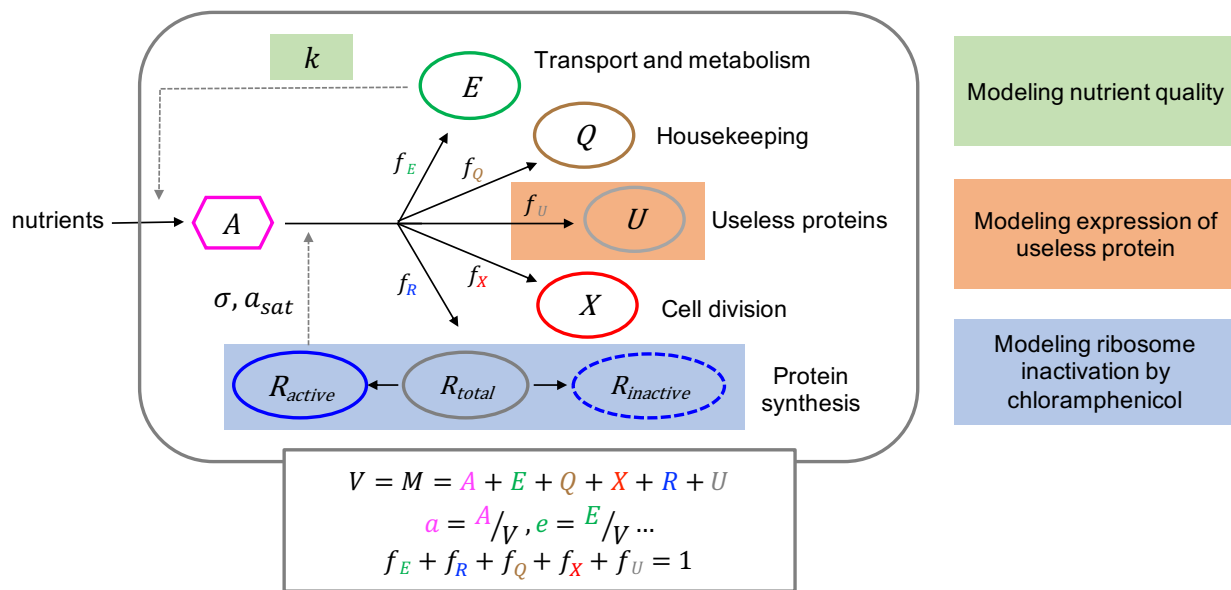 k
E
Transport and metabolism
Modeling nutrient quality
Q
Housekeeping
f_E
f_Q
nutrients
A
f_U
U
Useless proteins
Modeling expression of
useless protein
f_R
f_X
X
Cell division
σ, a_sat
R_active
R_total
R_inactive
Protein
synthesis
Modeling ribosome
inactivation by
chloramphenicol
V = M = A + E + Q + X + R + U
a = A/V , e = E/V ...
f_E + f_R + f_Q + f_X + f_U = 1